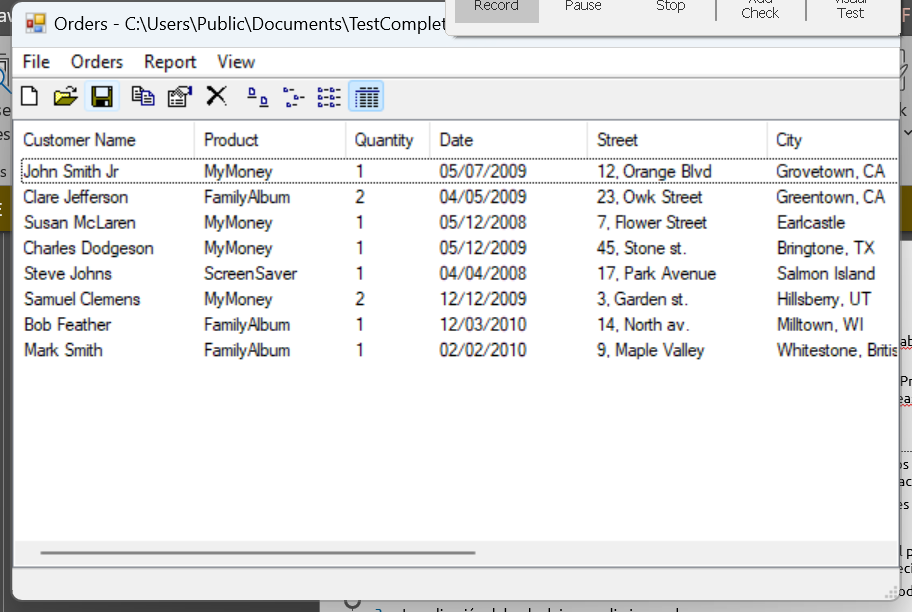 Orders - C:\Users\Public\Documents\TestComplet
Record Pause Stop Add Check Visual Test
File Orders Report View
Customer Name Product Quantity Date Street City
John Smith Jr MyMoney 1 05/07/2009 12, Orange Blvd Grovetown, CA
Clare Jefferson FamilyAlbum 2 04/05/2009 23, Owk Street Greentown, CA
Susan McLaren MyMoney 1 05/12/2008 7, Flower Street Earlcastle
Charles Dodgeson MyMoney 1 05/12/2009 45, Stone st. Bringtone, TX
Steve Johns ScreenSaver 1 04/04/2008 17, Park Avenue Salmon Island
Samuel Clemens MyMoney 2 12/12/2009 3, Garden st. Hillsberry, UT
Bob Feather FamilyAlbum 1 12/03/2010 14, North av. Milltown, WI
Mark Smith FamilyAlbum 1 02/02/2010 9, Maple Valley Whitestone, Britis